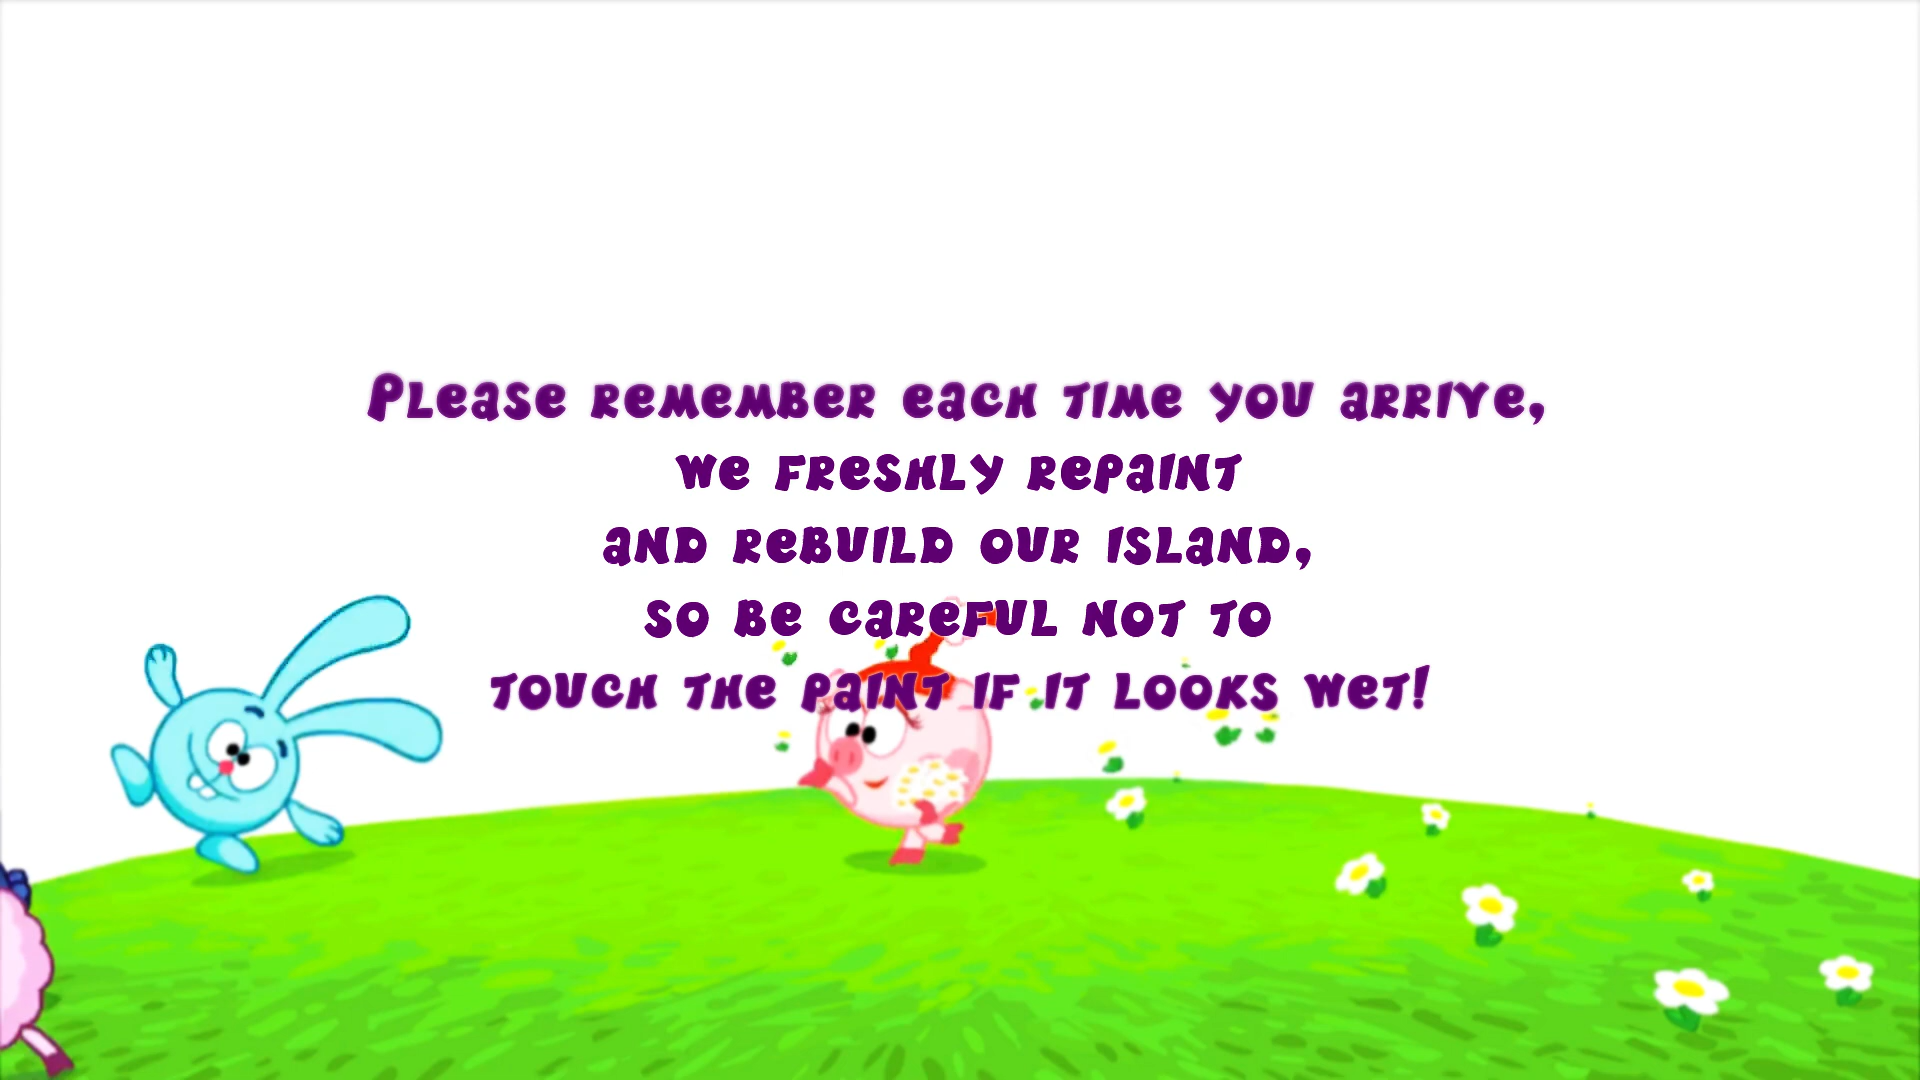 Please remember each time you arrive,
we freshly repaint
and rebuild our island,
so be careful not to
touch the paint if it looks wet!